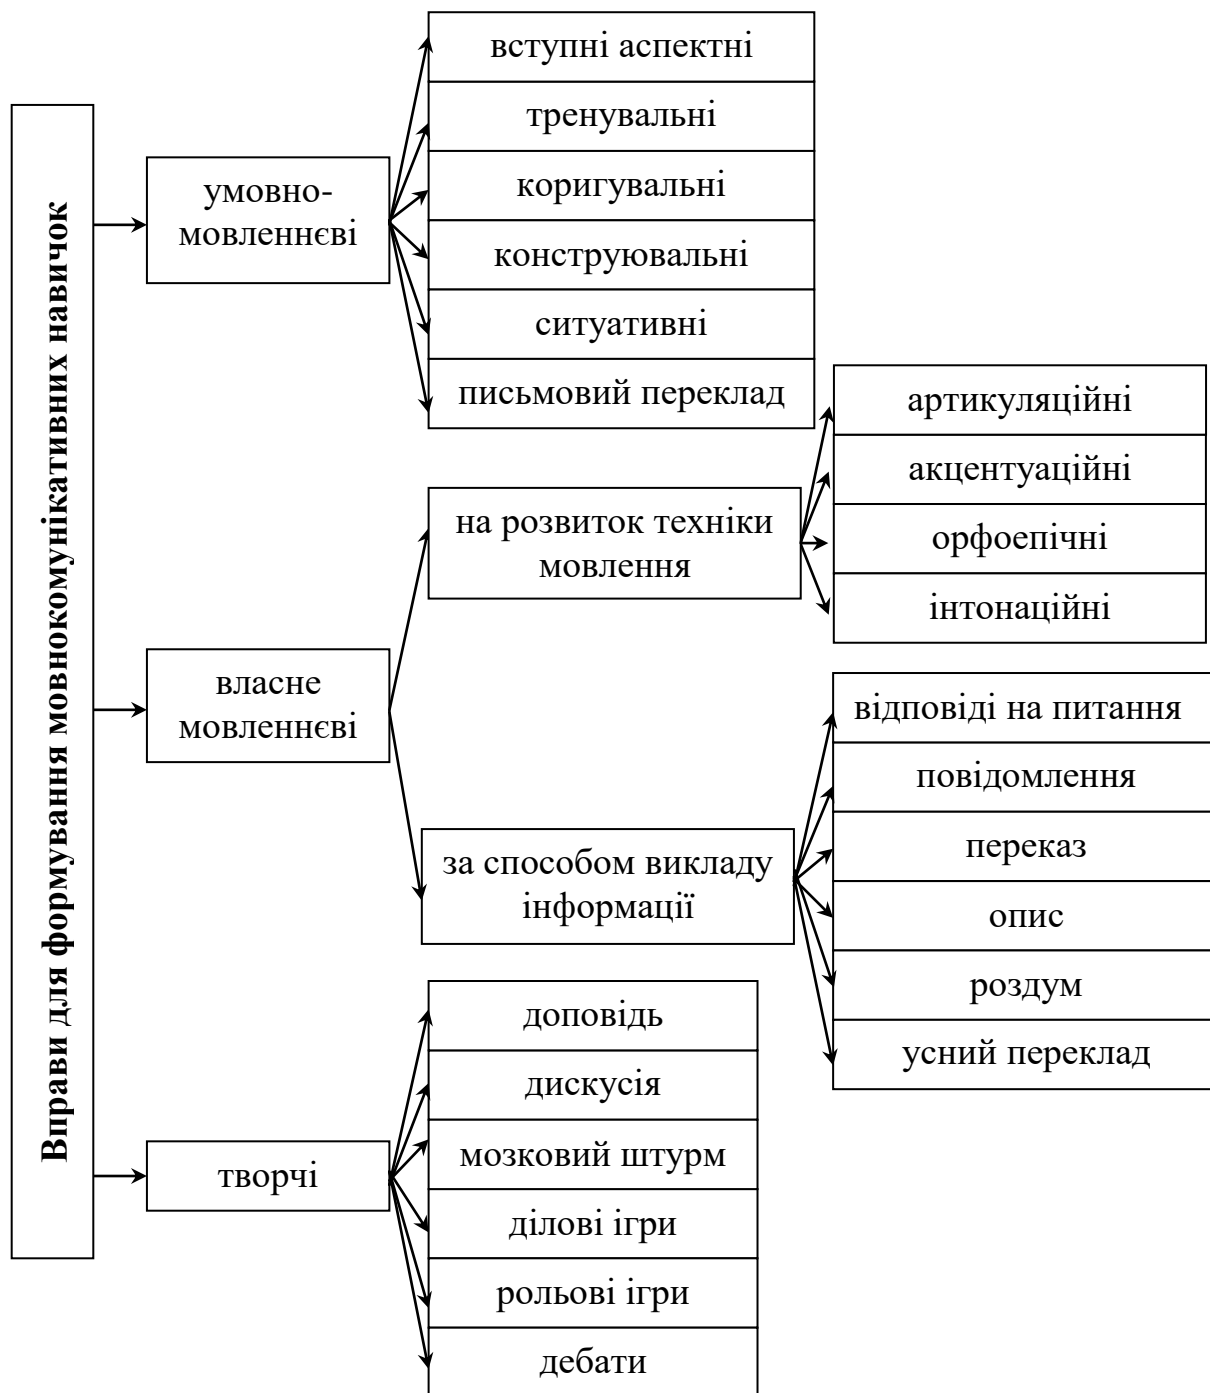 Вправи для формування мовнокомунікативних навичок
умовно-
мовленнєві
вступні аспектні
тренувальні
коригувальні
конструювальні
ситуативні
письмовий переклад
власне
мовленнєві
на розвиток техніки
мовлення
артикуляційні
акцентуаційні
орфоепічні
інтонаційні
за способом викладу
інформації
відповіді на питання
повідомлення
переказ
опис
роздум
усний переклад
творчі
доповідь
дискусія
мозковий штурм
ділові ігри
рольові ігри
дебати